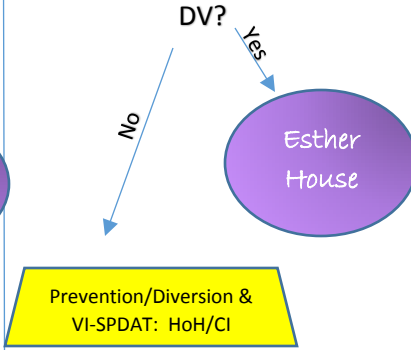 DV?
Yes
No
Esther
House
Prevention/Diversion &
VI-SPDAT: HoH/CI